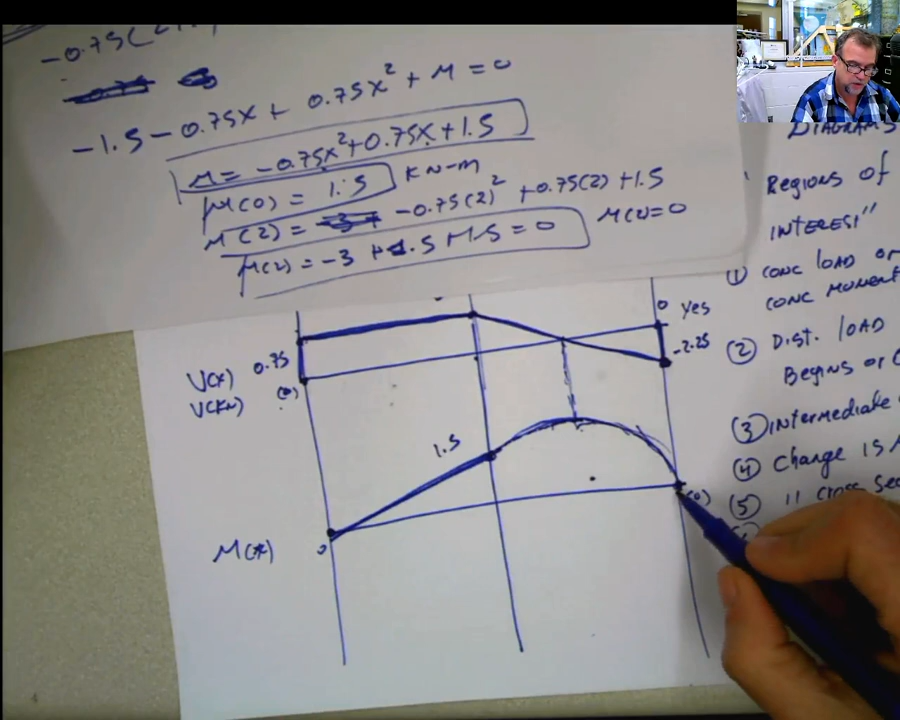 -0.75(2
-1.5 - 0.75x + 0.75x² + M = 0
M = -0.75x² + 0.75x + 1.5
M(0) = 1.5 KN-M
M(2) = -0.75(2)² + 0.75(2) + 1.5
M(2) = -3 + 1.5 + 1.5 = 0 M(2)=0
DIAGRAMS
"Regions of
INTEREST"
① CONC LOAD OR
CONC MOMENT
② DIST. LOAD
Begins or
③ INTERMEDIATE
④ Change IS
⑤ " Cross Sec
0 Yes
-2.25
V(x) 0.75
V(KN) (0)
1.5
(0)
M(x) 0